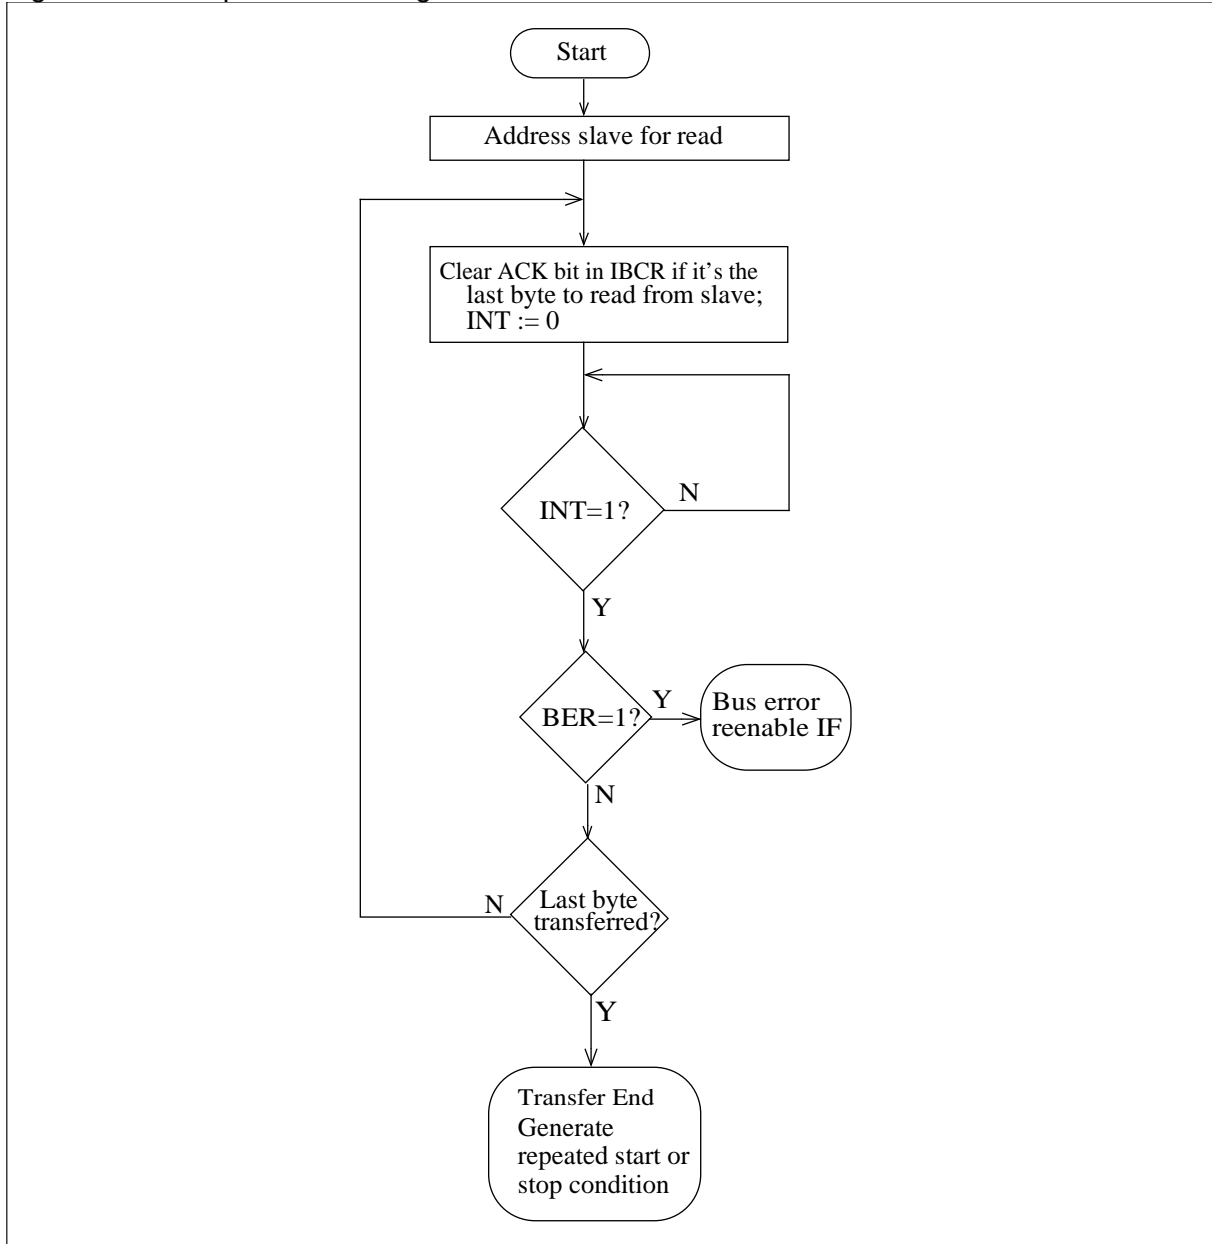 Start
Address slave for read
Clear ACK bit in IBCR if it's the
last byte to read from slave;
INT := 0
INT=1?
N
Y
BER=1?
Y
Bus error
reenable IF
N
Last byte
transferred?
N
Y
Transfer End
Generate
repeated start or
stop condition